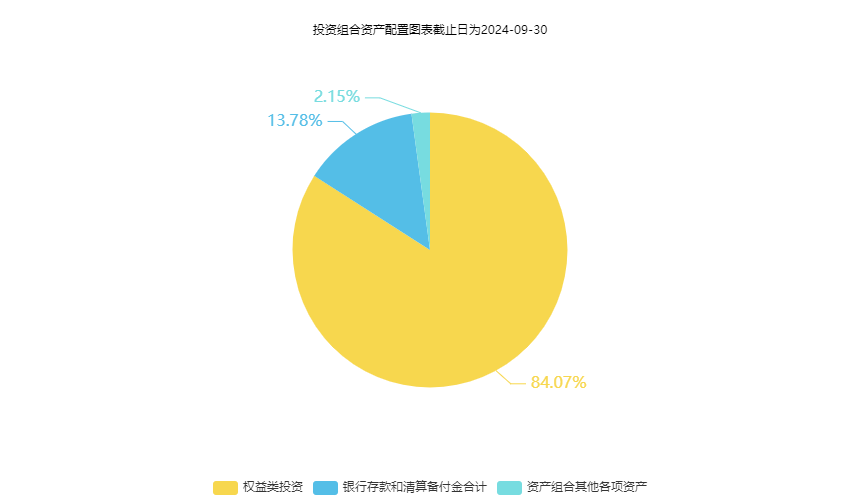 投资组合资产配置图表截止日为2024-09-30
2.15%
13.78%
84.07%
权益类投资 银行存款和清算备付金合计 资产组合其他各项资产